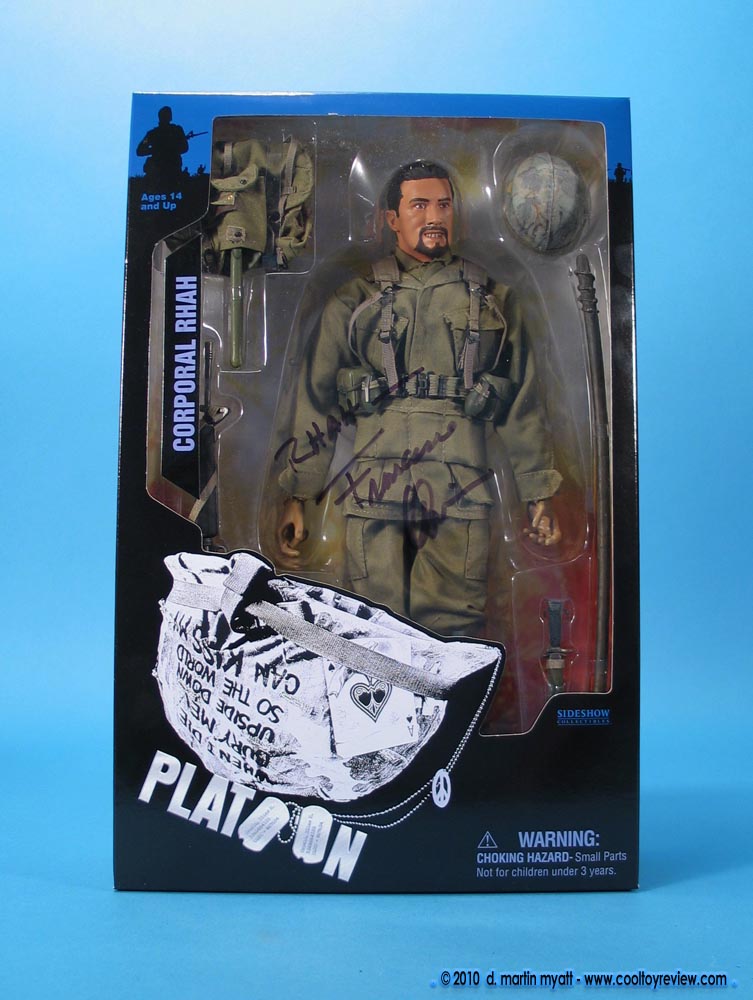 Ages 14
and Up
CORPORAL RHAH
RHAH
Francesco
CAN KISS MY
SO THE WORLD
UPSIDE DOWN
BURY ME
WHEN I DIE
A
PLATOON
SIDESHOW
COLLECTIBLES
WARNING:
CHOKING HAZARD- Small Parts
Not for children under 3 years.
© 2010 d. martin myatt - www.cooltoyreview.com